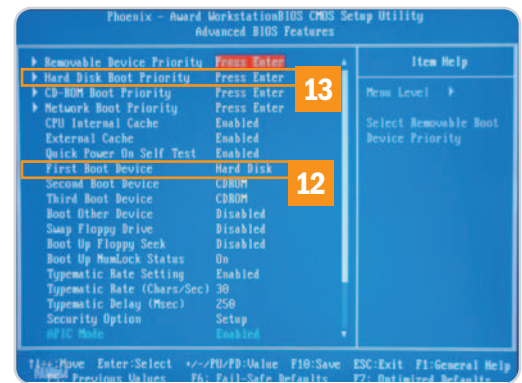 Phoenix - Award WorkstationBIOS CMOS Setup Utility
Advanced BIOS Features
Removable Device Priority Press Enter
Hard Disk Boot Priority Press Enter
CD-ROM Boot Priority Press Enter
Network Boot Priority Press Enter
CPU Internal Cache Enabled
External Cache Enabled
Quick Power On Self Test Enabled
First Boot Device Hard Disk
Second Boot Device CDROM
Third Boot Device CDROM
Boot Other Device Disabled
Swap Floppy Drive Disabled
Boot Up Floppy Seek Disabled
Boot Up NumLock Status On
Typematic Rate Setting Enabled
Typematic Rate (Chars/Sec) 30
Typematic Delay (Msec) 250
Security Option Setup
APIC Mode Enabled
13
12
Item Help
Menu Level
Select Removable Boot
Device Priority
:Move Enter:Select +/-/PU/PD:Value F10:Save ESC:Exit F1:General Help
Previous Values F6: Fail-Safe Defaults F7: Optimized Defaults